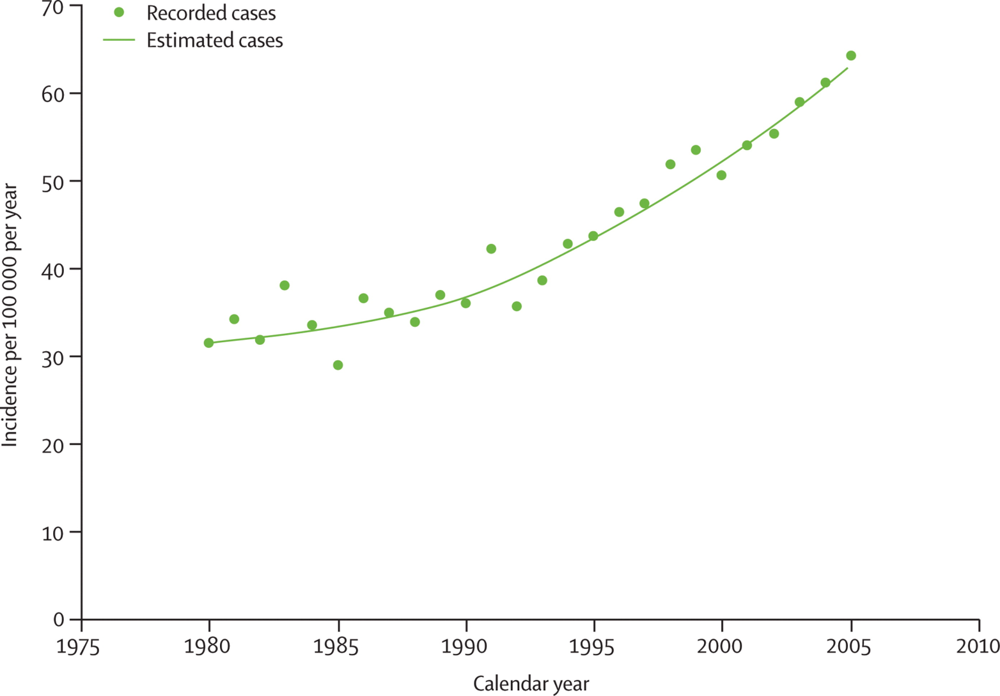 70
Recorded cases
Estimated cases
60
50
40
30
20
10
0
Incidence per 100 000 per year
1975 1980 1985 1990 1995 2000 2005 2010
Calendar year